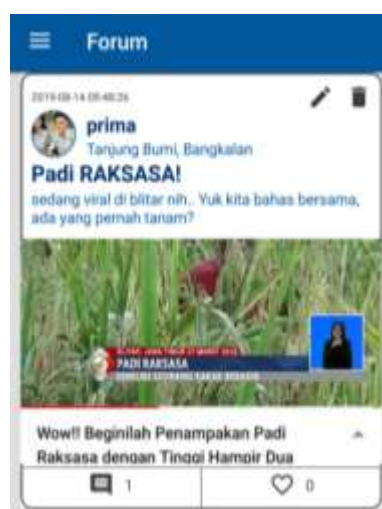 Forum
2019-08-14 05:48:26
prima
Tanjung Bumi, Bangkalan
Padi RAKSASA!
sedang viral di blitar nih.. Yuk kita bahas bersama,
ada yang pernah tanam?
PADI RAKSASA
Wow!! Beginilah Penampakan Padi
Raksasa dengan Tinggi Hampir Dua
1
0